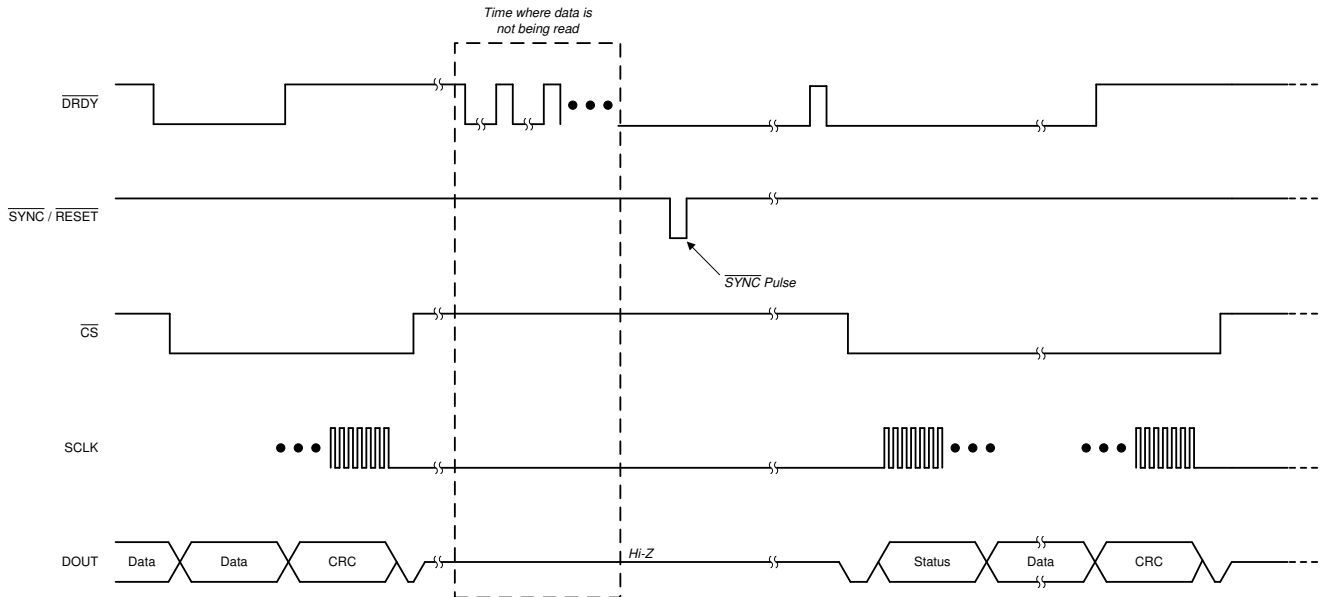 Time where data is
not being read
DRDY
SYNC / RESET
SYNC Pulse
CS
SCLK
DOUT
Data
Data
CRC
Hi-Z
Status
Data
CRC